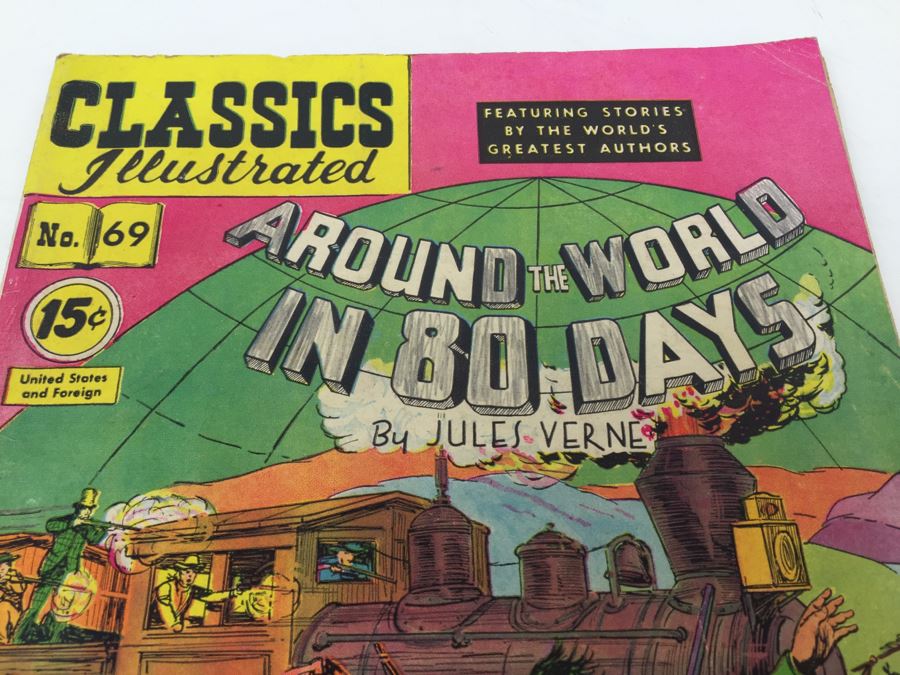 CLASSICS
Illustrated
FEATURING STORIES
BY THE WORLD'S
GREATEST AUTHORS
No. 69
15¢
United States
and Foreign
AROUND THE WORLD
IN 80 DAYS
By JULES VERNE